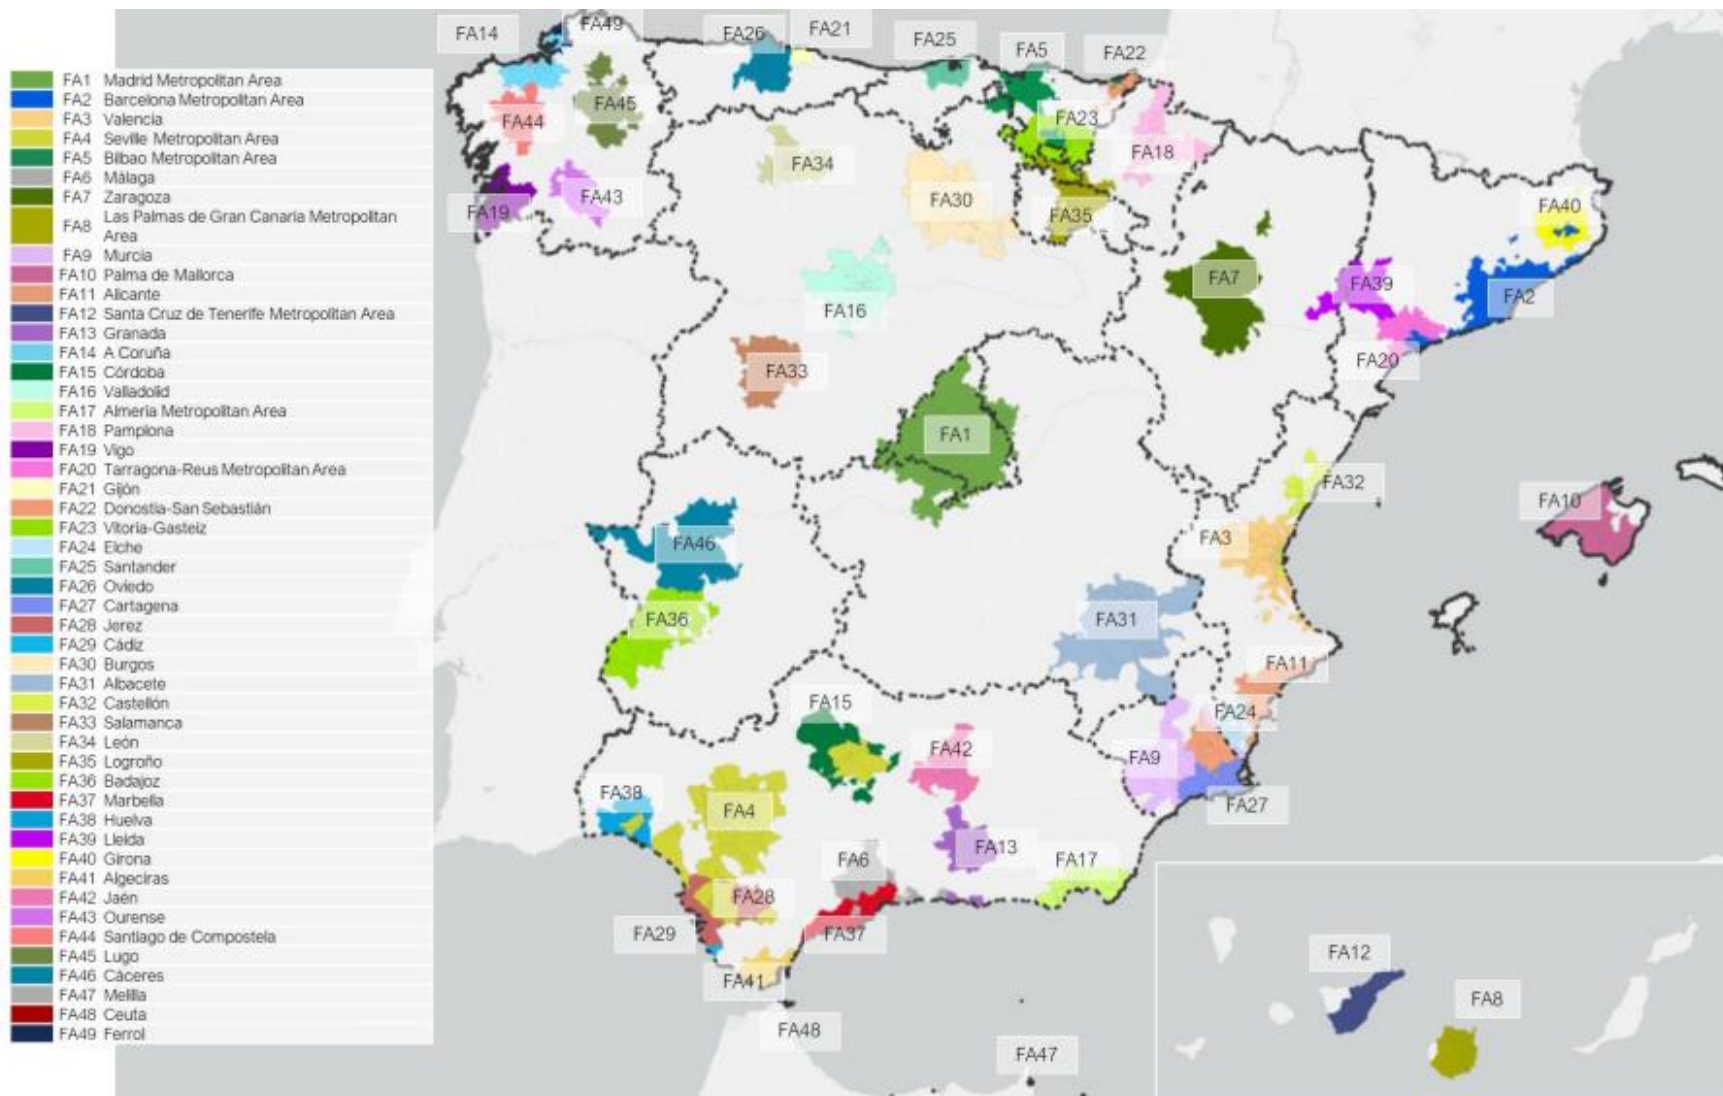 FA1 Madrid Metropolitan Area
FA2 Barcelona Metropolitan Area
FA3 Valencia
FA4 Seville Metropolitan Area
FA5 Bilbao Metropolitan Area
FA6 Málaga
FA7 Zaragoza
FA8 Las Palmas de Gran Canaria Metropolitan
Area
FA9 Murcia
FA10 Palma de Mallorca
FA11 Alicante
FA12 Santa Cruz de Tenerife Metropolitan Area
FA13 Granada
FA14 A Coruña
FA15 Córdoba
FA16 Valladolid
FA17 Almería Metropolitan Area
FA18 Pamplona
FA19 Vigo
FA20 Tarragona-Reus Metropolitan Area
FA21 Gijón
FA22 Donostia-San Sebastián
FA23 Vitoria-Gasteiz
FA24 Elche
FA25 Santander
FA26 Oviedo
FA27 Cartagena
FA28 Jerez
FA29 Cádiz
FA30 Burgos
FA31 Albacete
FA32 Castellón
FA33 Salamanca
FA34 León
FA35 Logroño
FA36 Badajoz
FA37 Marbella
FA38 Huelva
FA39 Lleida
FA40 Girona
FA41 Algeciras
FA42 Jaén
FA43 Ourense
FA44 Santiago de Compostela
FA45 Lugo
FA46 Cáceres
FA47 Melilla
FA48 Ceuta
FA49 Ferrol
FA14
FA49
FA26
FA21
FA25
FA5
FA22
FA45
FA44
FA23
FA34
FA18
FA43
FA30
FA19
FA35
FA40
FA7
FA39
FA2
FA16
FA20
FA33
FA1
FA32
FA10
FA3
FA46
FA36
FA31
FA11
FA15
FA24
FA42
FA9
FA38
FA27
FA4
FA13
FA6
FA17
FA28
FA29
FA37
FA41
FA12
FA8
FA48
FA47